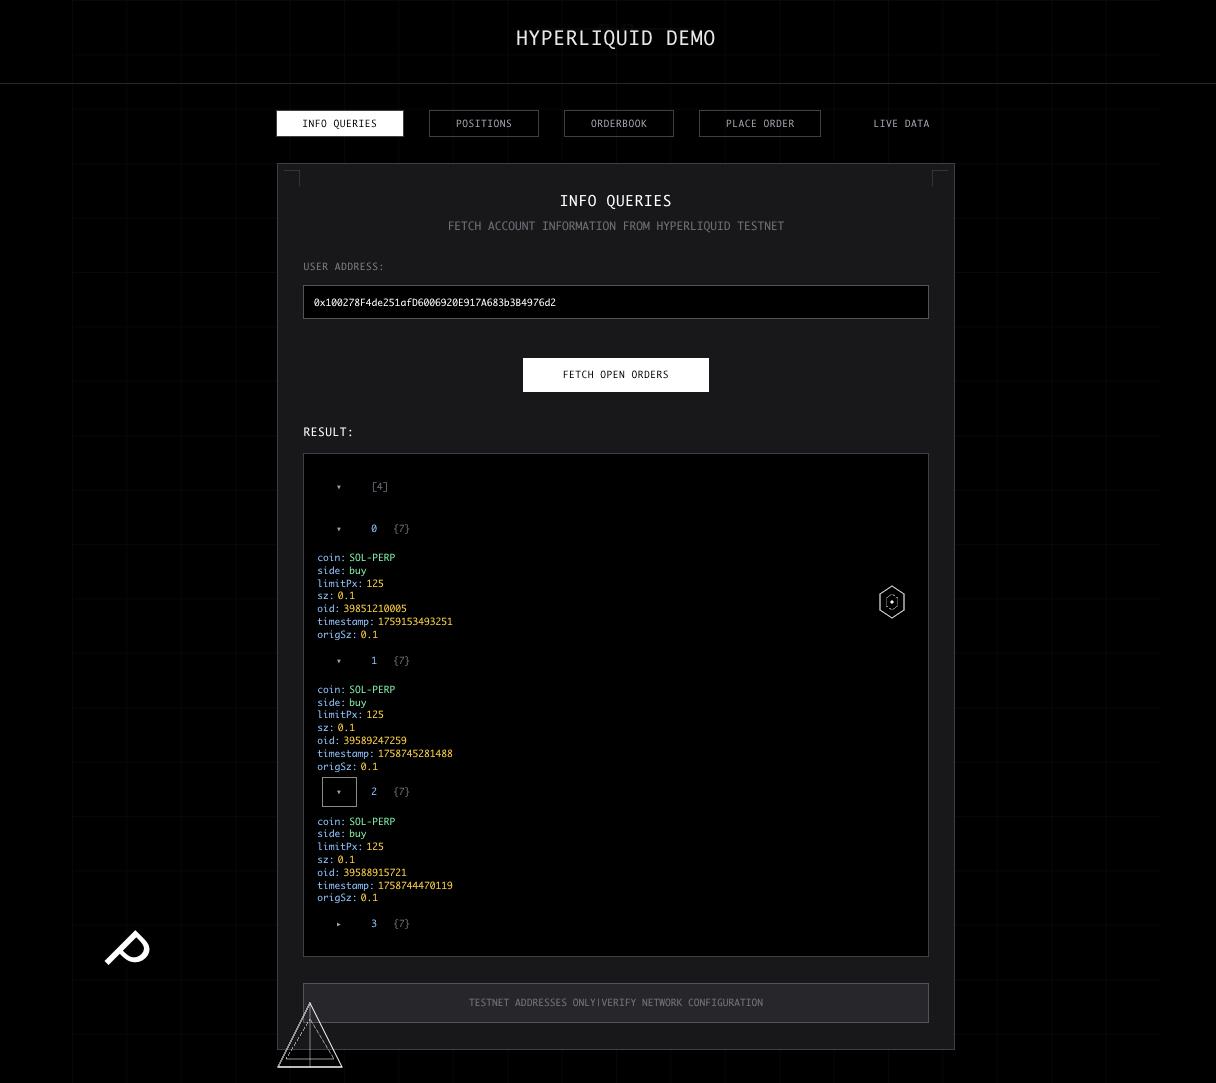 HYPERLIQUID DEMO
INFO QUERIES POSITIONS ORDERBOOK PLACE ORDER LIVE DATA
INFO QUERIES
FETCH ACCOUNT INFORMATION FROM HYPERLIQUID TESTNET
USER ADDRESS:
0x100278F4de251afD6006920E917A683b3B4976d2
FETCH OPEN ORDERS
RESULT:
▾ [4]
▾ 0 {7}
coin: SOL-PERP
side: buy
limitPx: 125
sz: 0.1
oid: 39851210005
timestamp: 1759153493251
origSz: 0.1
▾ 1 {7}
coin: SOL-PERP
side: buy
limitPx: 125
sz: 0.1
oid: 39589247259
timestamp: 1758745281488
origSz: 0.1
▾ 2 {7}
coin: SOL-PERP
side: buy
limitPx: 125
sz: 0.1
oid: 39588915721
timestamp: 1758744470119
origSz: 0.1
▸ 3 {7}
TESTNET ADDRESSES ONLY|VERIFY NETWORK CONFIGURATION